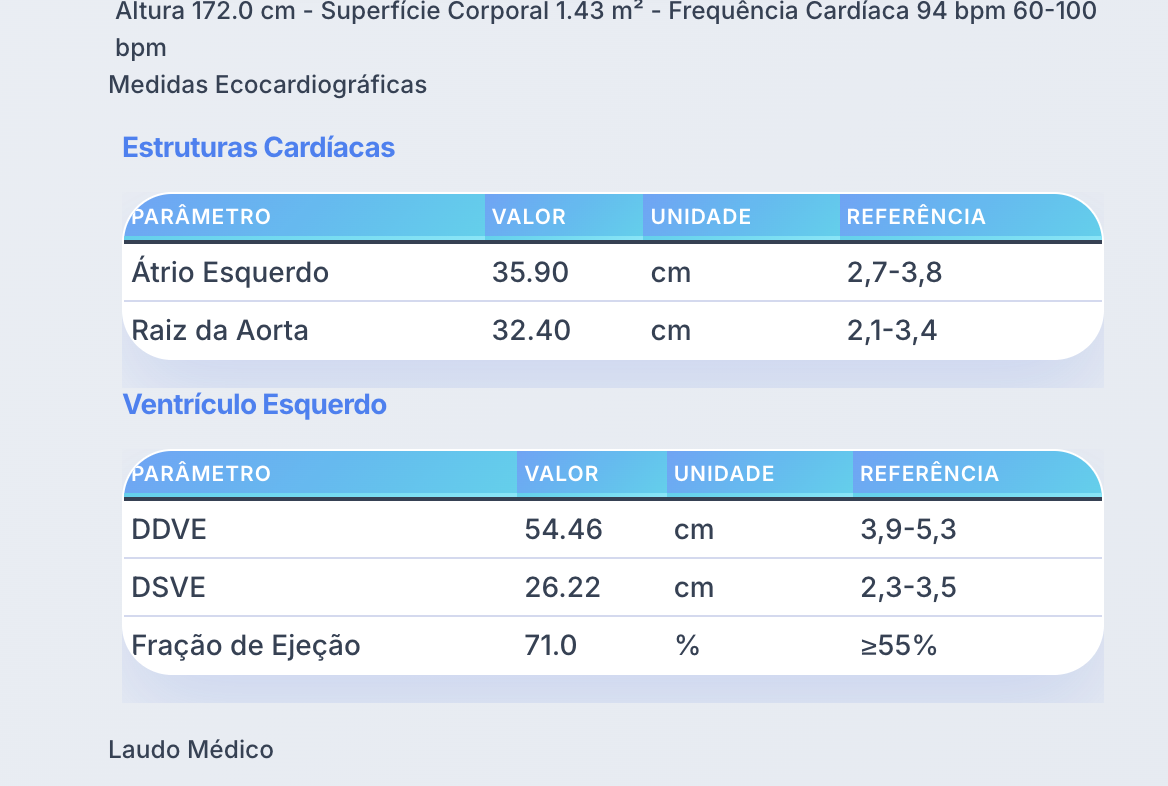 Altura 172.0 cm - Superfície Corporal 1.43 m² - Frequência Cardíaca 94 bpm 60-100
bpm
Medidas Ecocardiográficas
Estruturas Cardíacas
PARÂMETRO VALOR UNIDADE REFERÊNCIA
Átrio Esquerdo 35.90 cm 2,7-3,8
Raiz da Aorta 32.40 cm 2,1-3,4
Ventrículo Esquerdo
PARÂMETRO VALOR UNIDADE REFERÊNCIA
DDVE 54.46 cm 3,9-5,3
DSVE 26.22 cm 2,3-3,5
Fração de Ejeção 71.0 % ≥55%
Laudo Médico